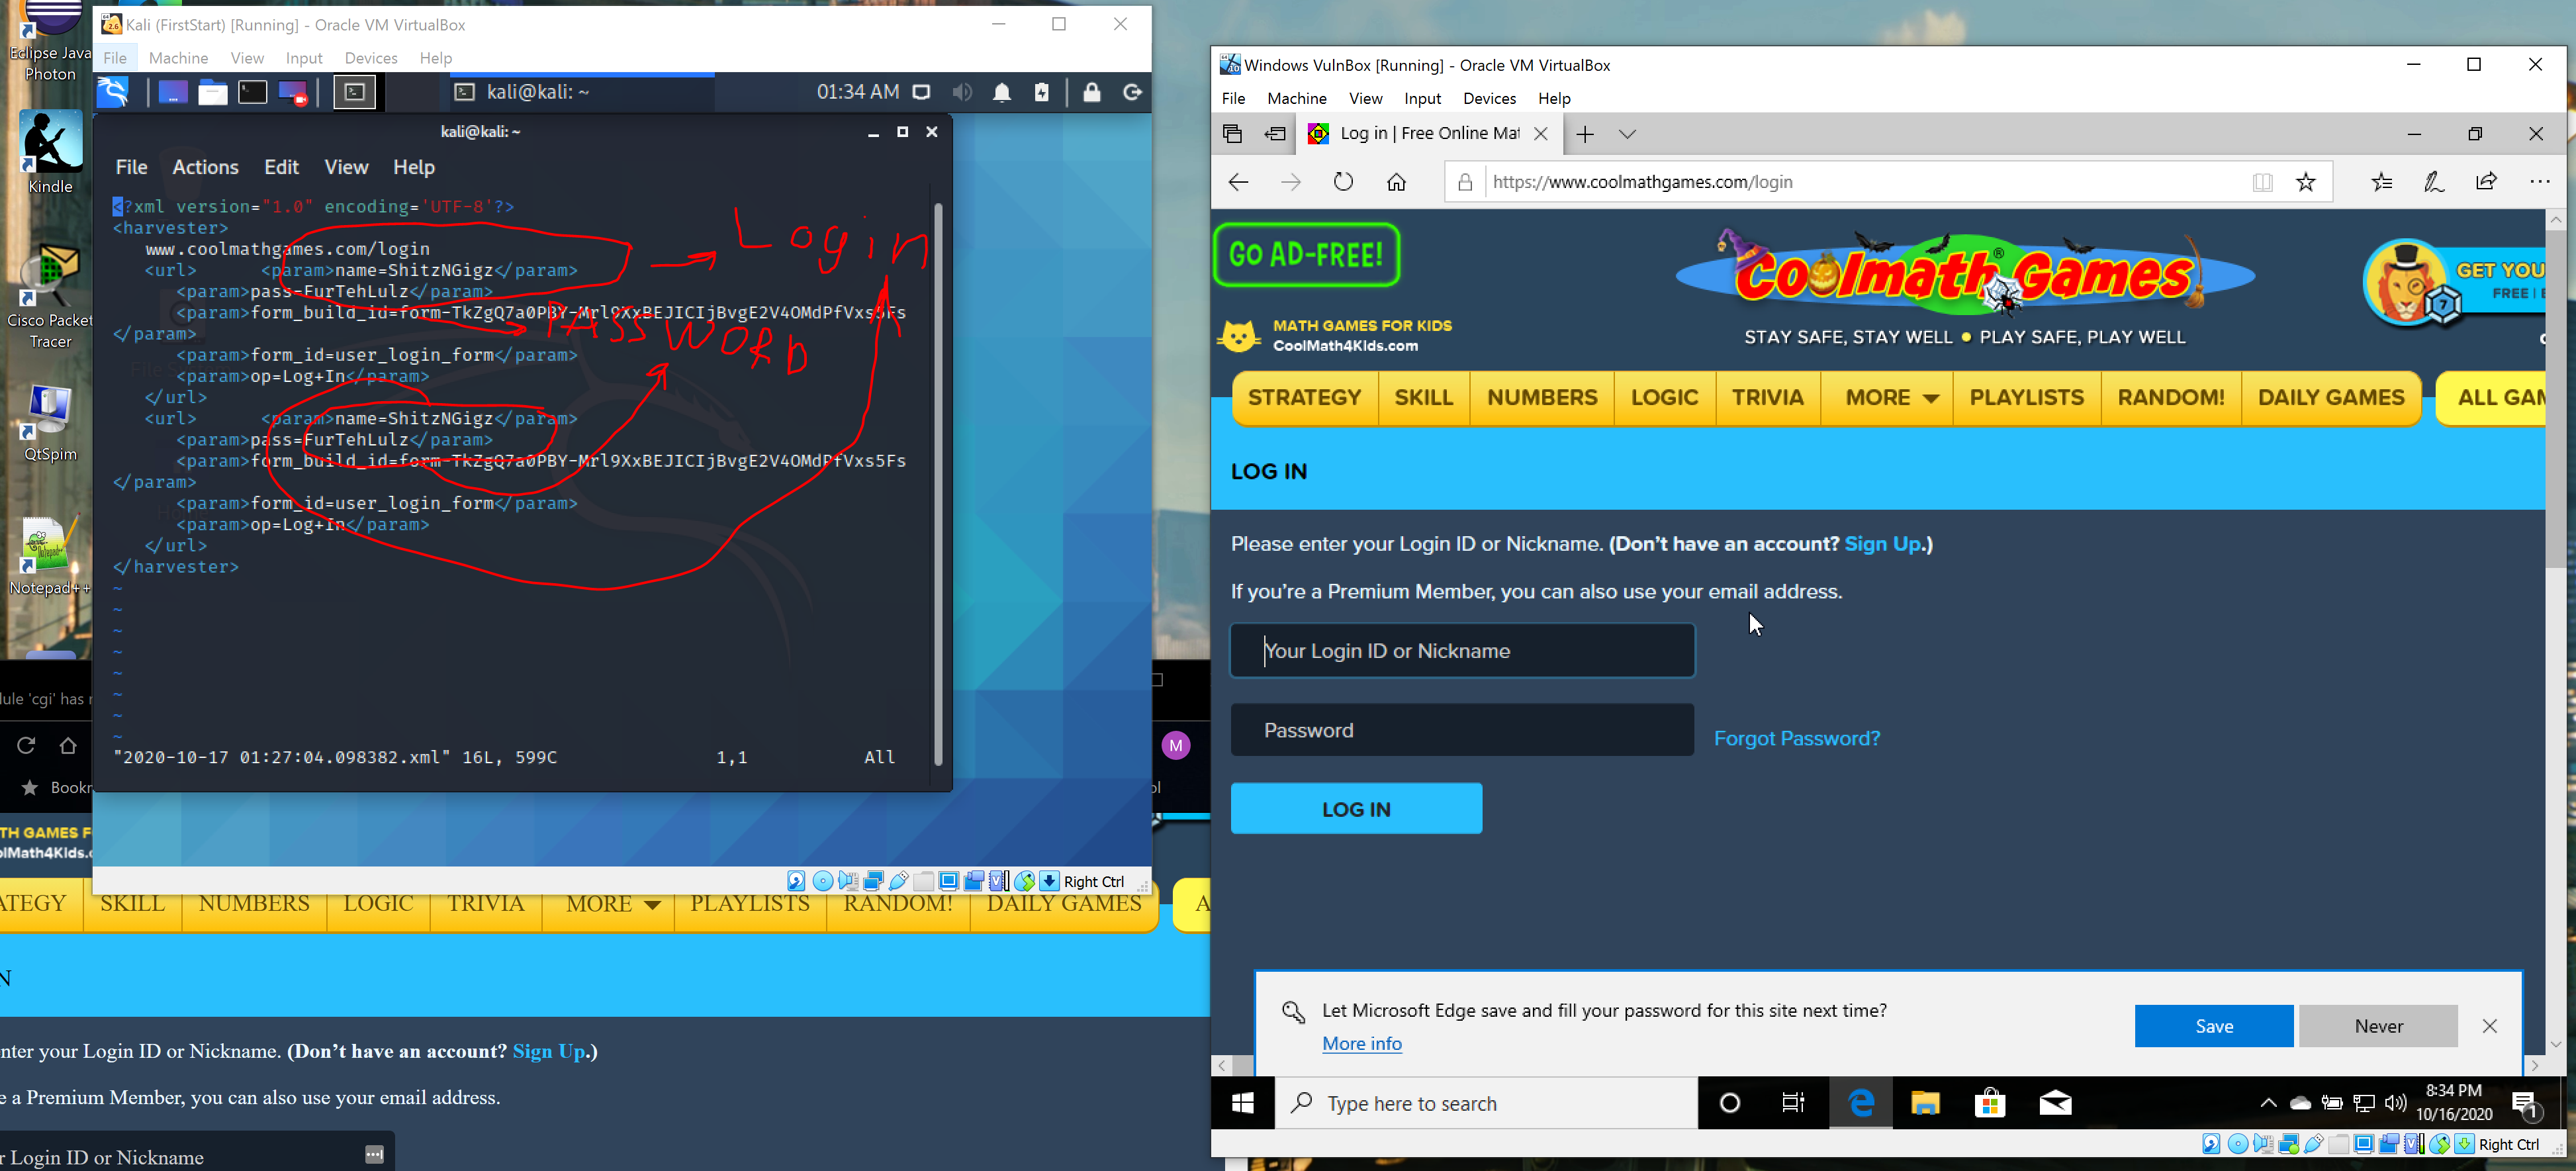 Eclipse Java
Photon
Kindle
Cisco Packet
Tracer
QtSpim
Notepad++
Kali (FirstStart) [Running] - Oracle VM VirtualBox
File Machine View Input Devices Help
kali@kali: ~
01:34 AM
kali@kali: ~
File Actions Edit View Help
<?xml version="1.0" encoding='UTF-8'?>
<harvester>
www.coolmathgames.com/login
<url> <param>name=ShitzNGigz</param>
<param>pass=FurTehLulz</param>
<param>form_build_id=form-TkZgQ7a0PBY-Mrl9XxBEJICIjBvgE2V4OMdPfVxs5Fs
</param>
<param>form_id=user_login_form</param>
<param>op=Log+In</param>
</url>
<url> <param>name=ShitzNGigz</param>
<param>pass=FurTehLulz</param>
<param>form_build_id=form-TkZgQ7a0PBY-Mrl9XxBEJICIjBvgE2V4OMdPfVxs5Fs
</param>
<param>form_id=user_login_form</param>
<param>op=Log+In</param>
</url>
</harvester>
~
~
~
~
~
~
~
~
"2020-10-17 01:27:04.098382.xml" 16L, 599C 1,1 All
Login
PASSWORD
Right Ctrl
dule 'cgi' has
Bookr
M
ol
TH GAMES F
olMath4Kids.c
ATEGY SKILL NUMBERS LOGIC TRIVIA MORE PLAYLISTS RANDOM! DAILY GAMES A
N
nter your Login ID or Nickname. (Don't have an account? Sign Up.)
e a Premium Member, you can also use your email address.
r Login ID or Nickname
Windows VulnBox [Running] - Oracle VM VirtualBox
File Machine View Input Devices Help
Log in | Free Online Mat
https://www.coolmathgames.com/login
GO AD-FREE!
Coolmath Games®
GET YOU
FREE | E
7
MATH GAMES FOR KIDS
CoolMath4Kids.com
STAY SAFE, STAY WELL ● PLAY SAFE, PLAY WELL
STRATEGY SKILL NUMBERS LOGIC TRIVIA MORE PLAYLISTS RANDOM! DAILY GAMES ALL GAM
LOG IN
Please enter your Login ID or Nickname. (Don't have an account? Sign Up.)
If you're a Premium Member, you can also use your email address.
Your Login ID or Nickname
Password
Forgot Password?
LOG IN
Let Microsoft Edge save and fill your password for this site next time?
More info
Save
Never
Type here to search
8:34 PM
10/16/2020
1
Right Ctrl